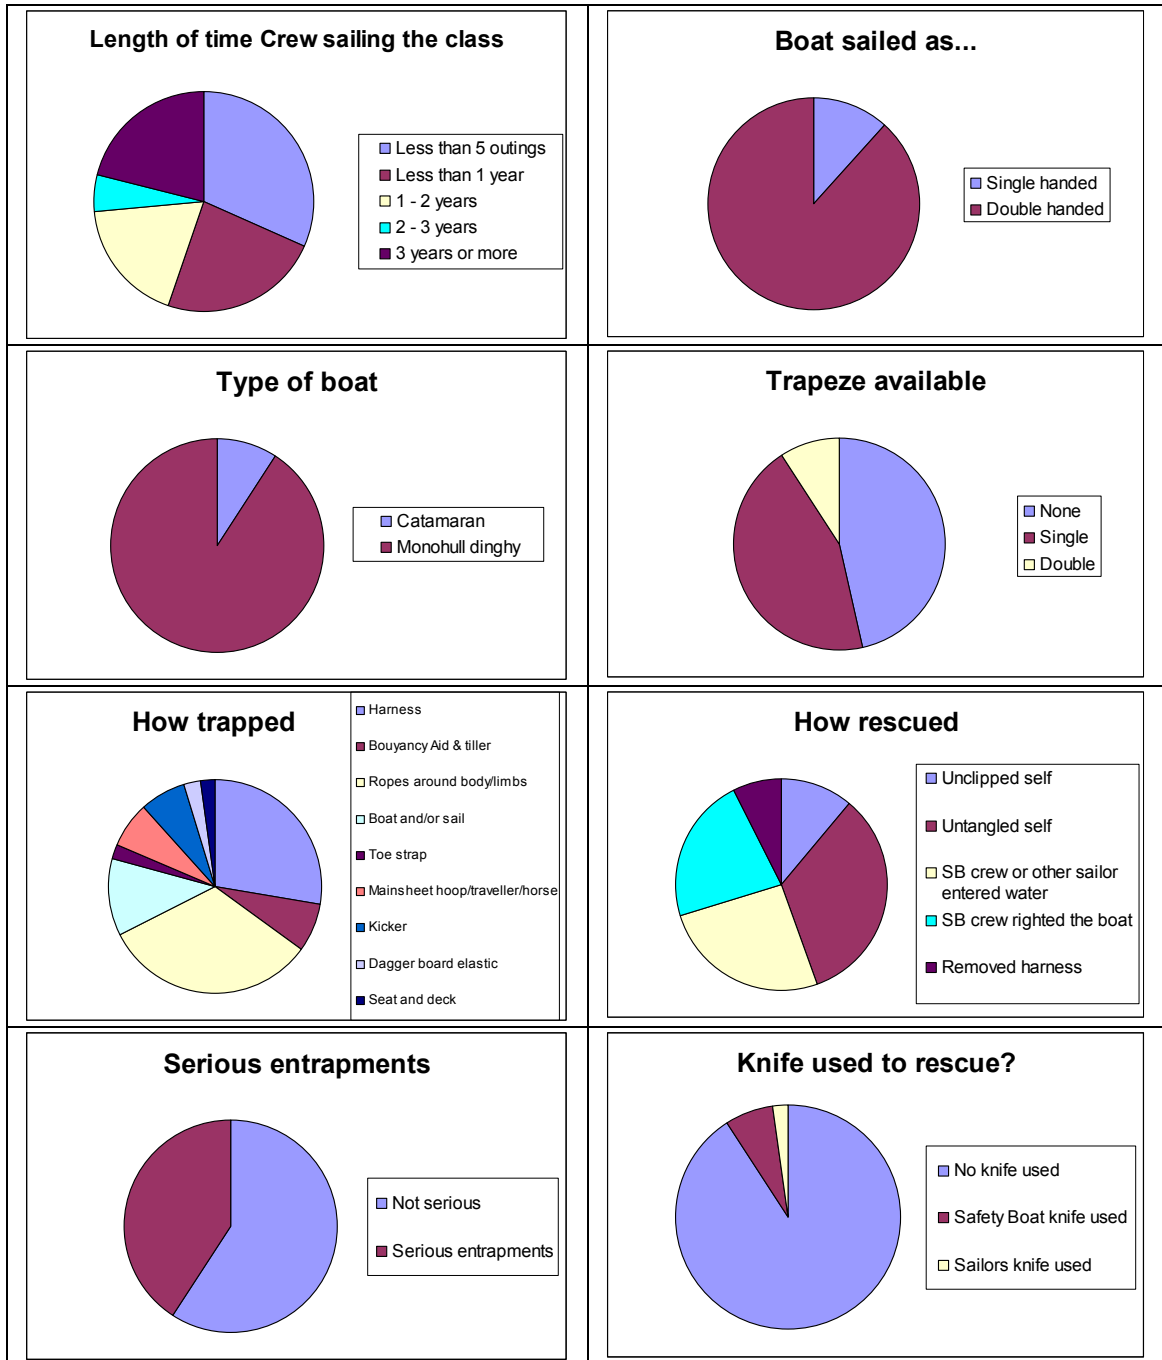 Length of time Crew sailing the class
Less than 5 outings
Less than 1 year
1 - 2 years
2 - 3 years
3 years or more
Boat sailed as...
Single handed
Double handed
Type of boat
Catamaran
Monohull dinghy
Trapeze available
None
Single
Double
How trapped
Harness
Bouyancy Aid & tiller
Ropes around body/limbs
Boat and/or sail
Toe strap
Mainsheet hoop/traveller/horse
Kicker
Dagger board elastic
Seat and deck
How rescued
Unclipped self
Untangled self
SB crew or other sailor
entered water
SB crew righted the boat
Removed harness
Serious entrapments
Not serious
Serious entrapments
Knife used to rescue?
No knife used
Safety Boat knife used
Sailors knife used